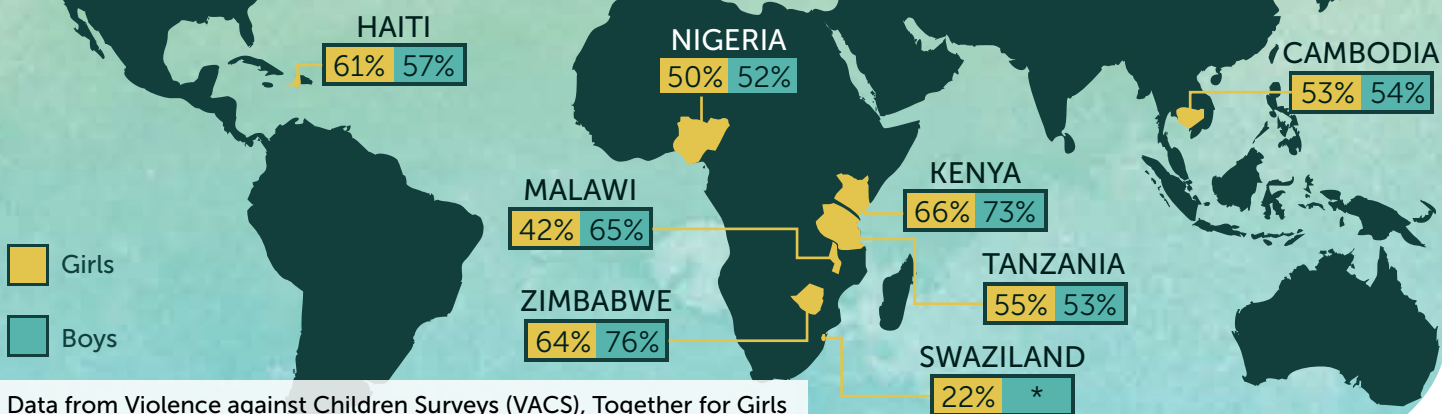 HAITI
61% 57%
NIGERIA
50% 52%
CAMBODIA
53% 54%
MALAWI
42% 65%
KENYA
66% 73%
Girls
TANZANIA
55% 53%
ZIMBABWE
64% 76%
Boys
SWAZILAND
22% *
Data from Violence against Children Surveys (VACS), Together for Girls